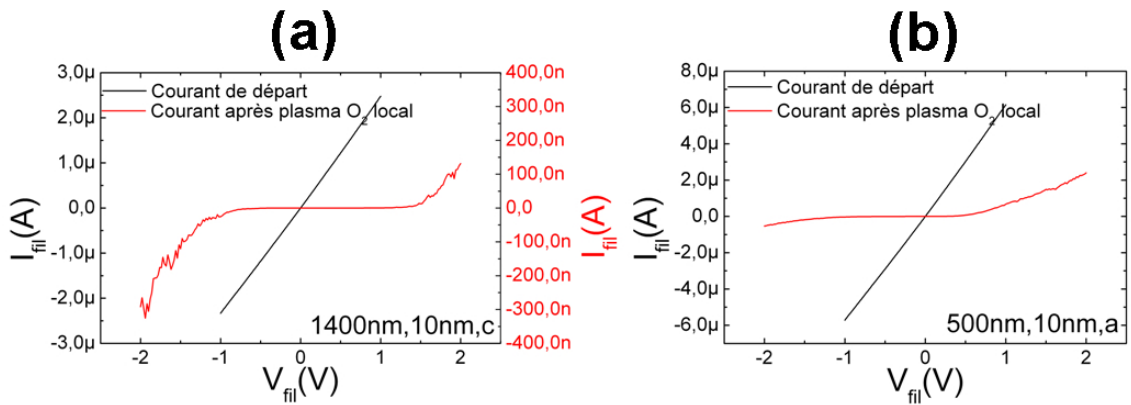 (a)
3,0µ
2,0µ
1,0µ
0,0
-1,0µ
-2,0µ
-3,0µ
I_fil(A)
Courant de départ
Courant après plasma O2 local
400,0n
300,0n
200,0n
100,0n
0,0
-100,0n
-200,0n
-300,0n
-400,0n
I_fil(A)
1400nm,10nm,c
-2
-1
0
1
2
V_fil(V)
(b)
8,0µ
6,0µ
4,0µ
2,0µ
0,0
-2,0µ
-4,0µ
-6,0µ
I_fil(A)
Courant de départ
Courant après plasma O2 local
500nm,10nm,a
-2
-1
0
1
2
V_fil(V)